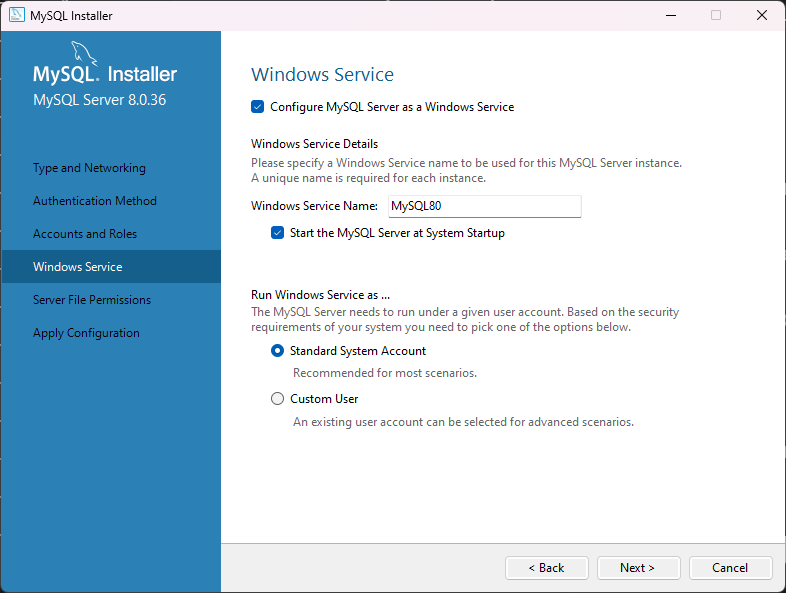 MySQL Installer
MySQL. Installer
MySQL Server 8.0.36
Type and Networking
Authentication Method
Accounts and Roles
Windows Service
Server File Permissions
Apply Configuration
Windows Service
Configure MySQL Server as a Windows Service
Windows Service Details
Please specify a Windows Service name to be used for this MySQL Server instance.
A unique name is required for each instance.
Windows Service Name: MySQL80
Start the MySQL Server at System Startup
Run Windows Service as ...
The MySQL Server needs to run under a given user account. Based on the security
requirements of your system you need to pick one of the options below.
Standard System Account
Recommended for most scenarios.
Custom User
An existing user account can be selected for advanced scenarios.
< Back Next > Cancel